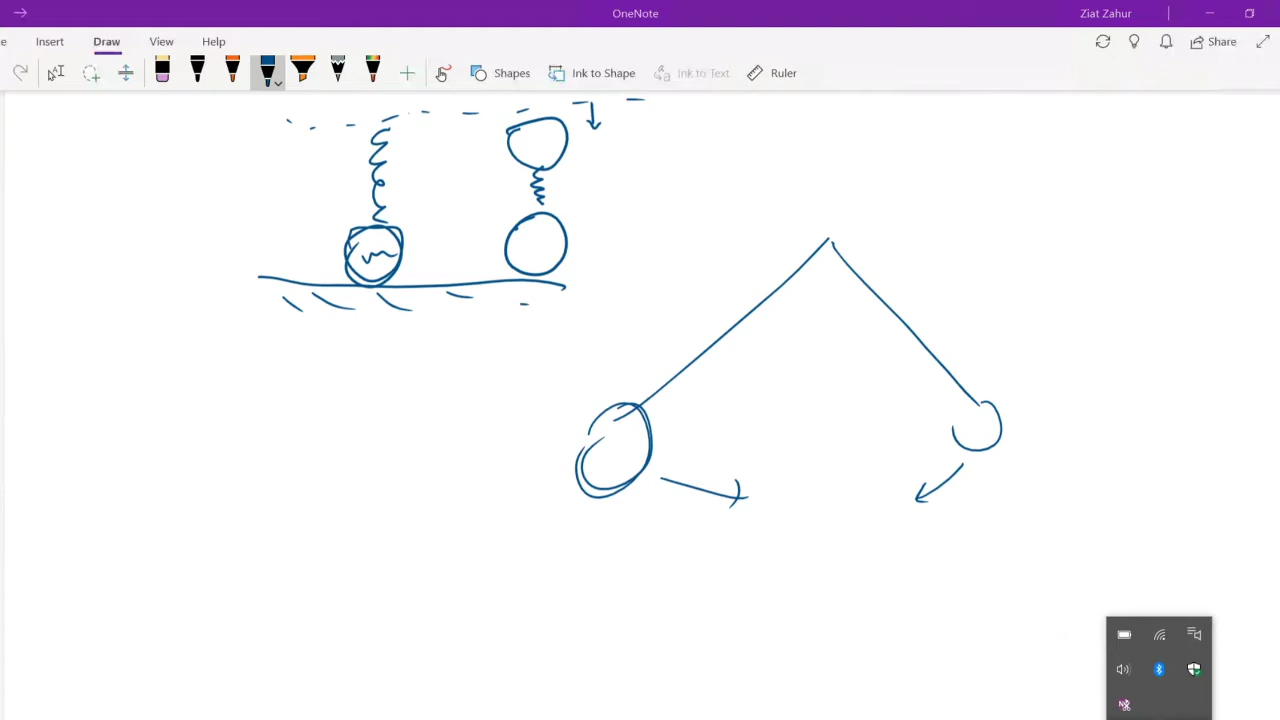 OneNote
Ziat Zahur
Insert
Draw
View
Help
Share
Shapes
Ink to Shape
Ink to Text
Ruler